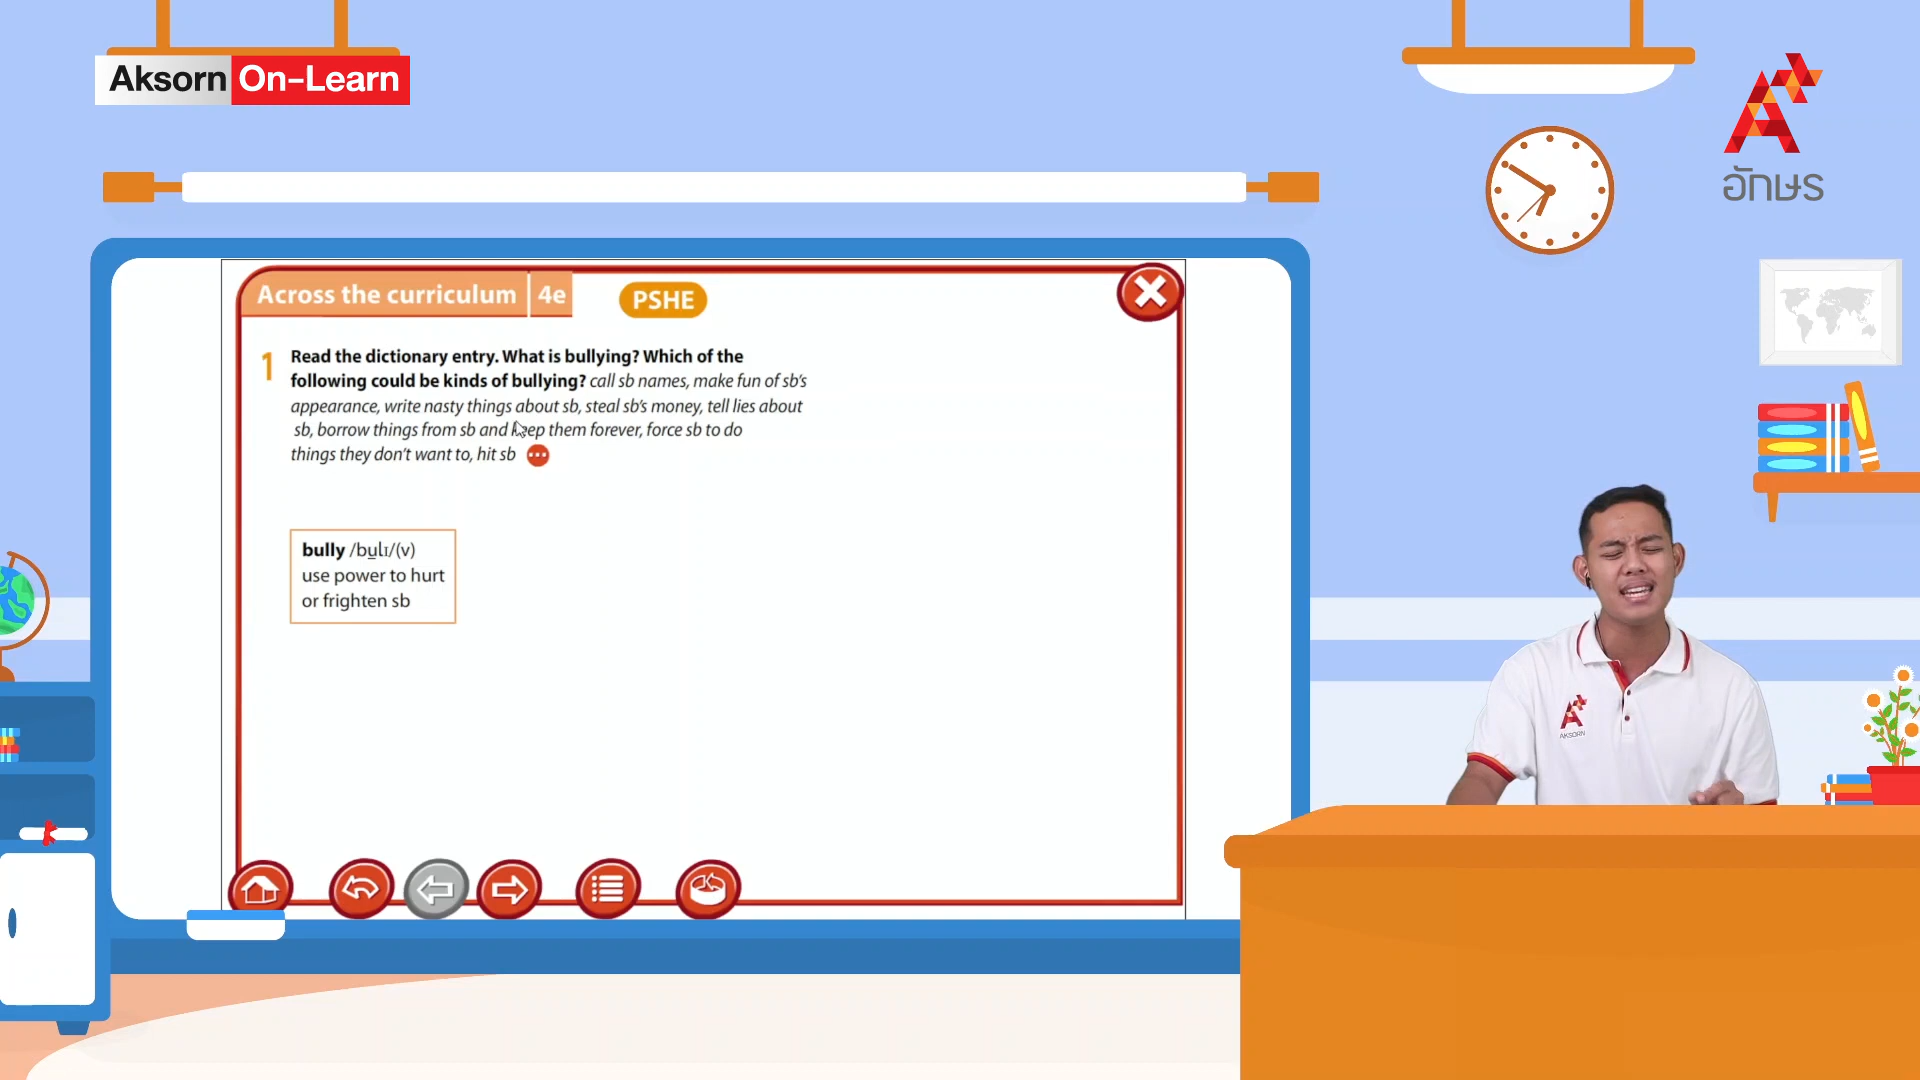 Aksorn On-Learn
อักษร
Across the curriculum 4e
PSHE
1 Read the dictionary entry. What is bullying? Which of the
following could be kinds of bullying? call sb names, make fun of sb's
appearance, write nasty things about sb, steal sb's money, tell lies about
sb, borrow things from sb and keep them forever, force sb to do
things they don't want to, hit sb
bully /bu̱lɪ/(v)
use power to hurt
or frighten sb
AKSORN